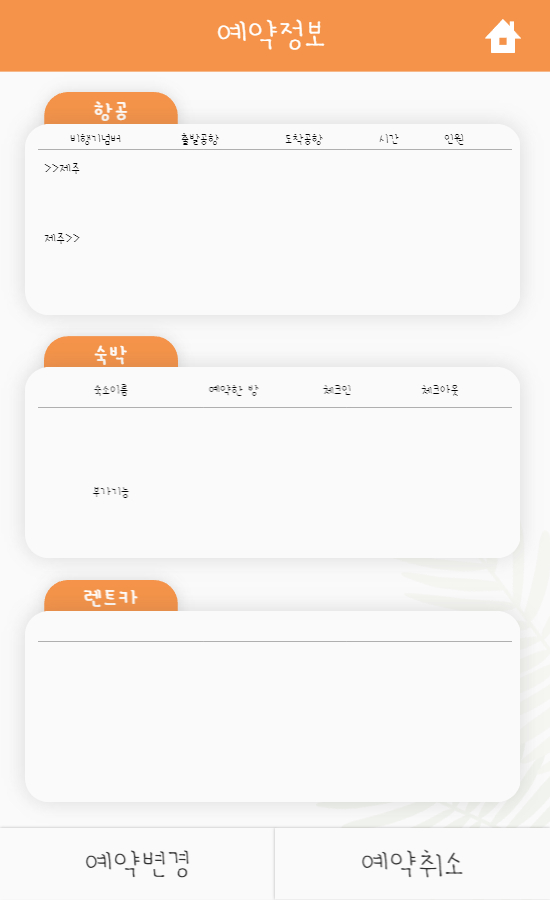 예약정보
항공
비행기넘버 출발공항 도착공항 시간 인원
>>제주
제주>>
숙박
숙소이름 예약한 방 체크인 체크아웃
부가기능
렌트카
예약변경 예약취소